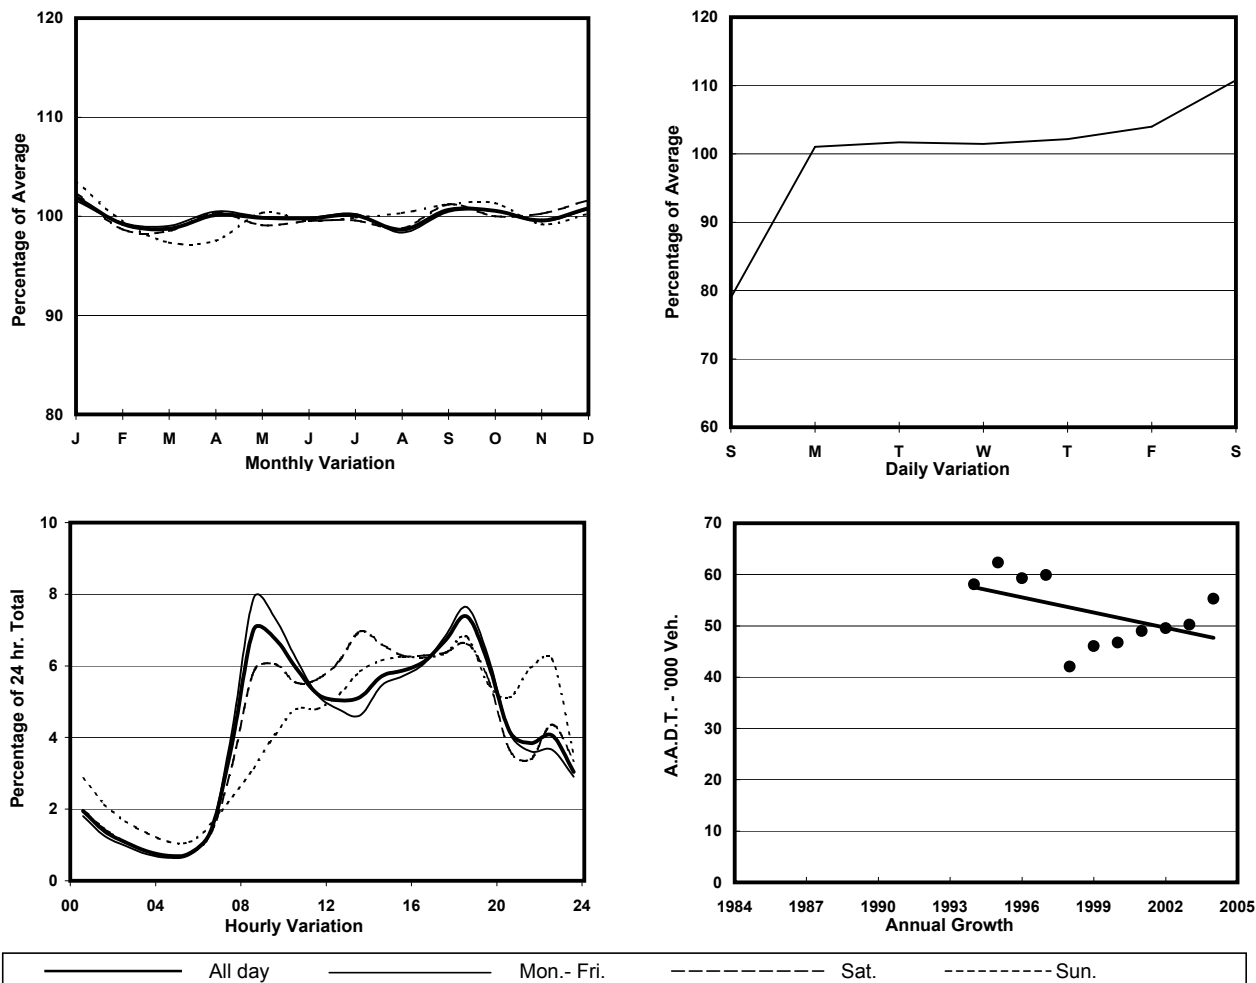 120
110
100
90
80
Percentage of Average
J F M A M J J A S O N D
Monthly Variation
120
110
100
90
80
70
60
Percentage of Average
S M T W T F S
Daily Variation
10
8
6
4
2
0
Percentage of 24 hr. Total
00 04 08 12 16 20 24
Hourly Variation
70
60
50
40
30
20
10
0
A.A.D.T. - '000 Veh.
1984 1987 1990 1993 1996 1999 2002 2005
Annual Growth
All day Mon.- Fri. Sat. Sun.